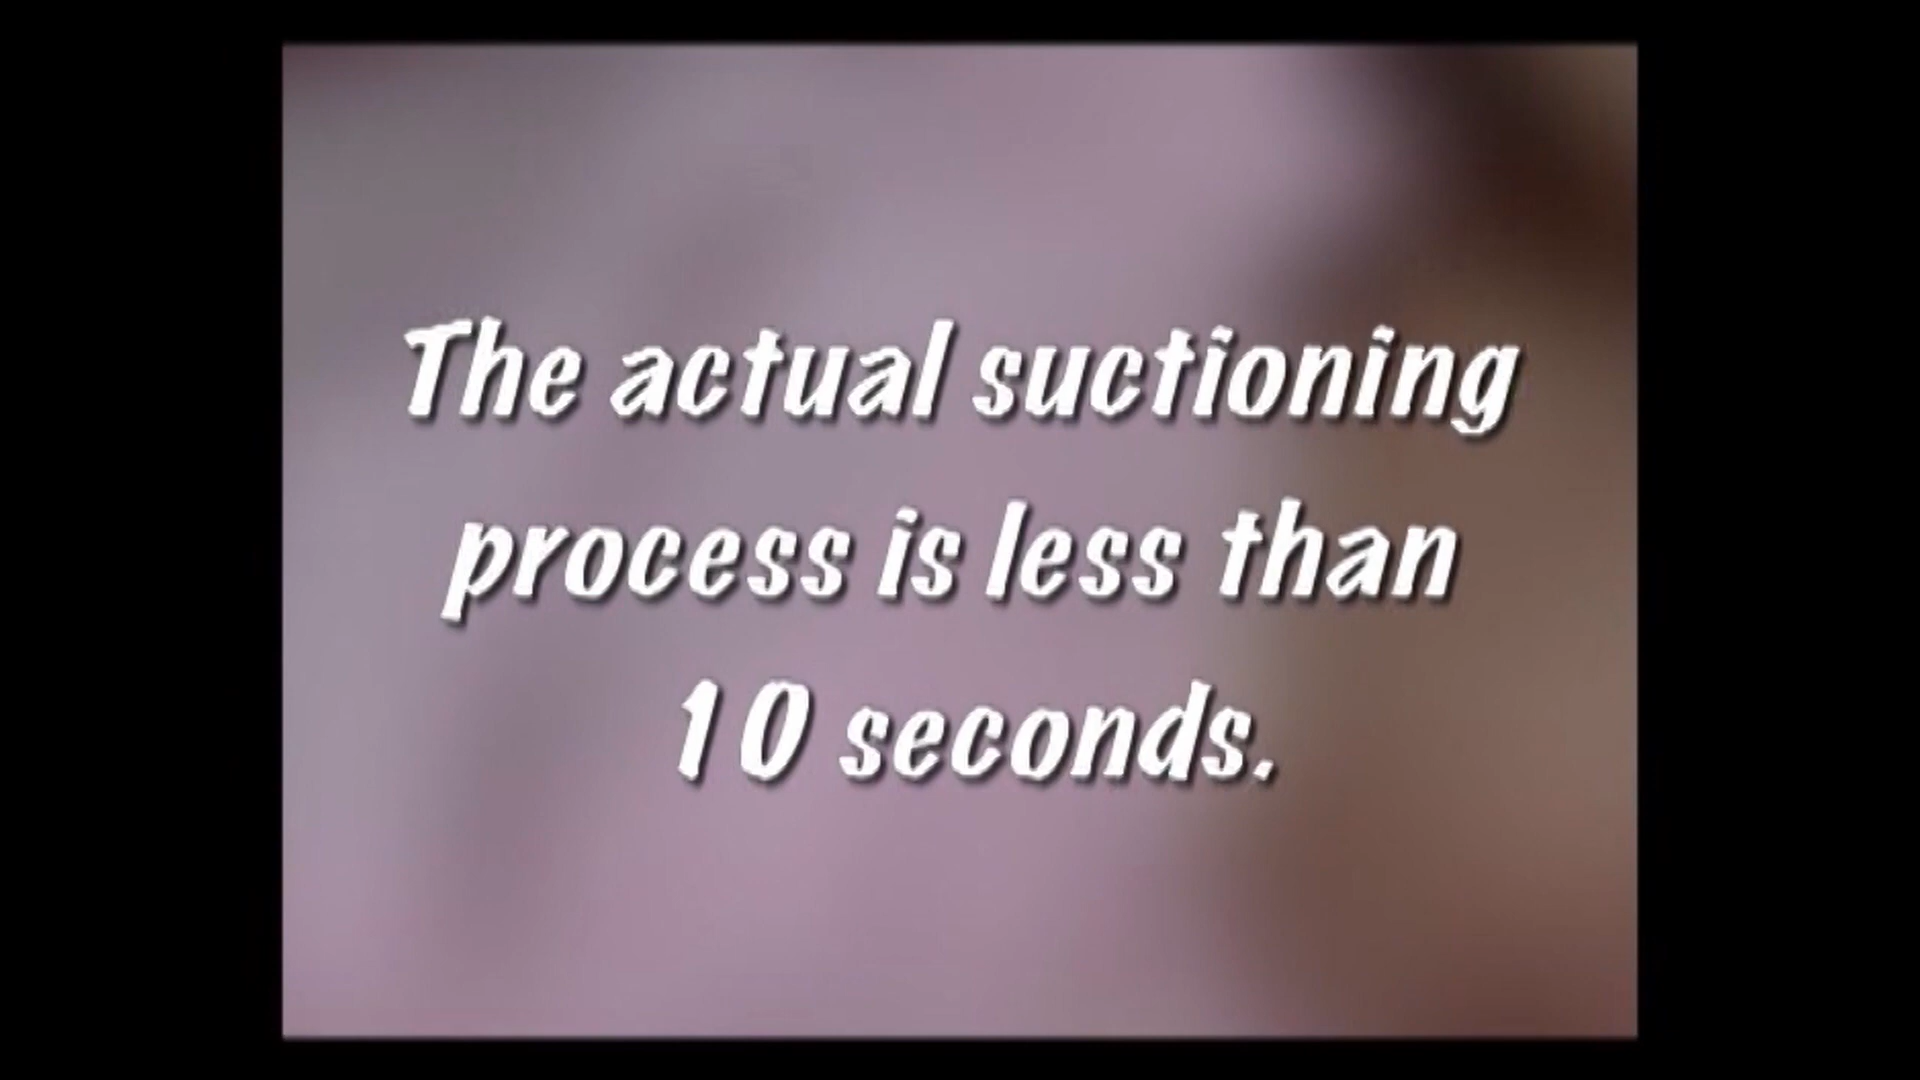 The actual suctioning
process is less than
10 seconds.